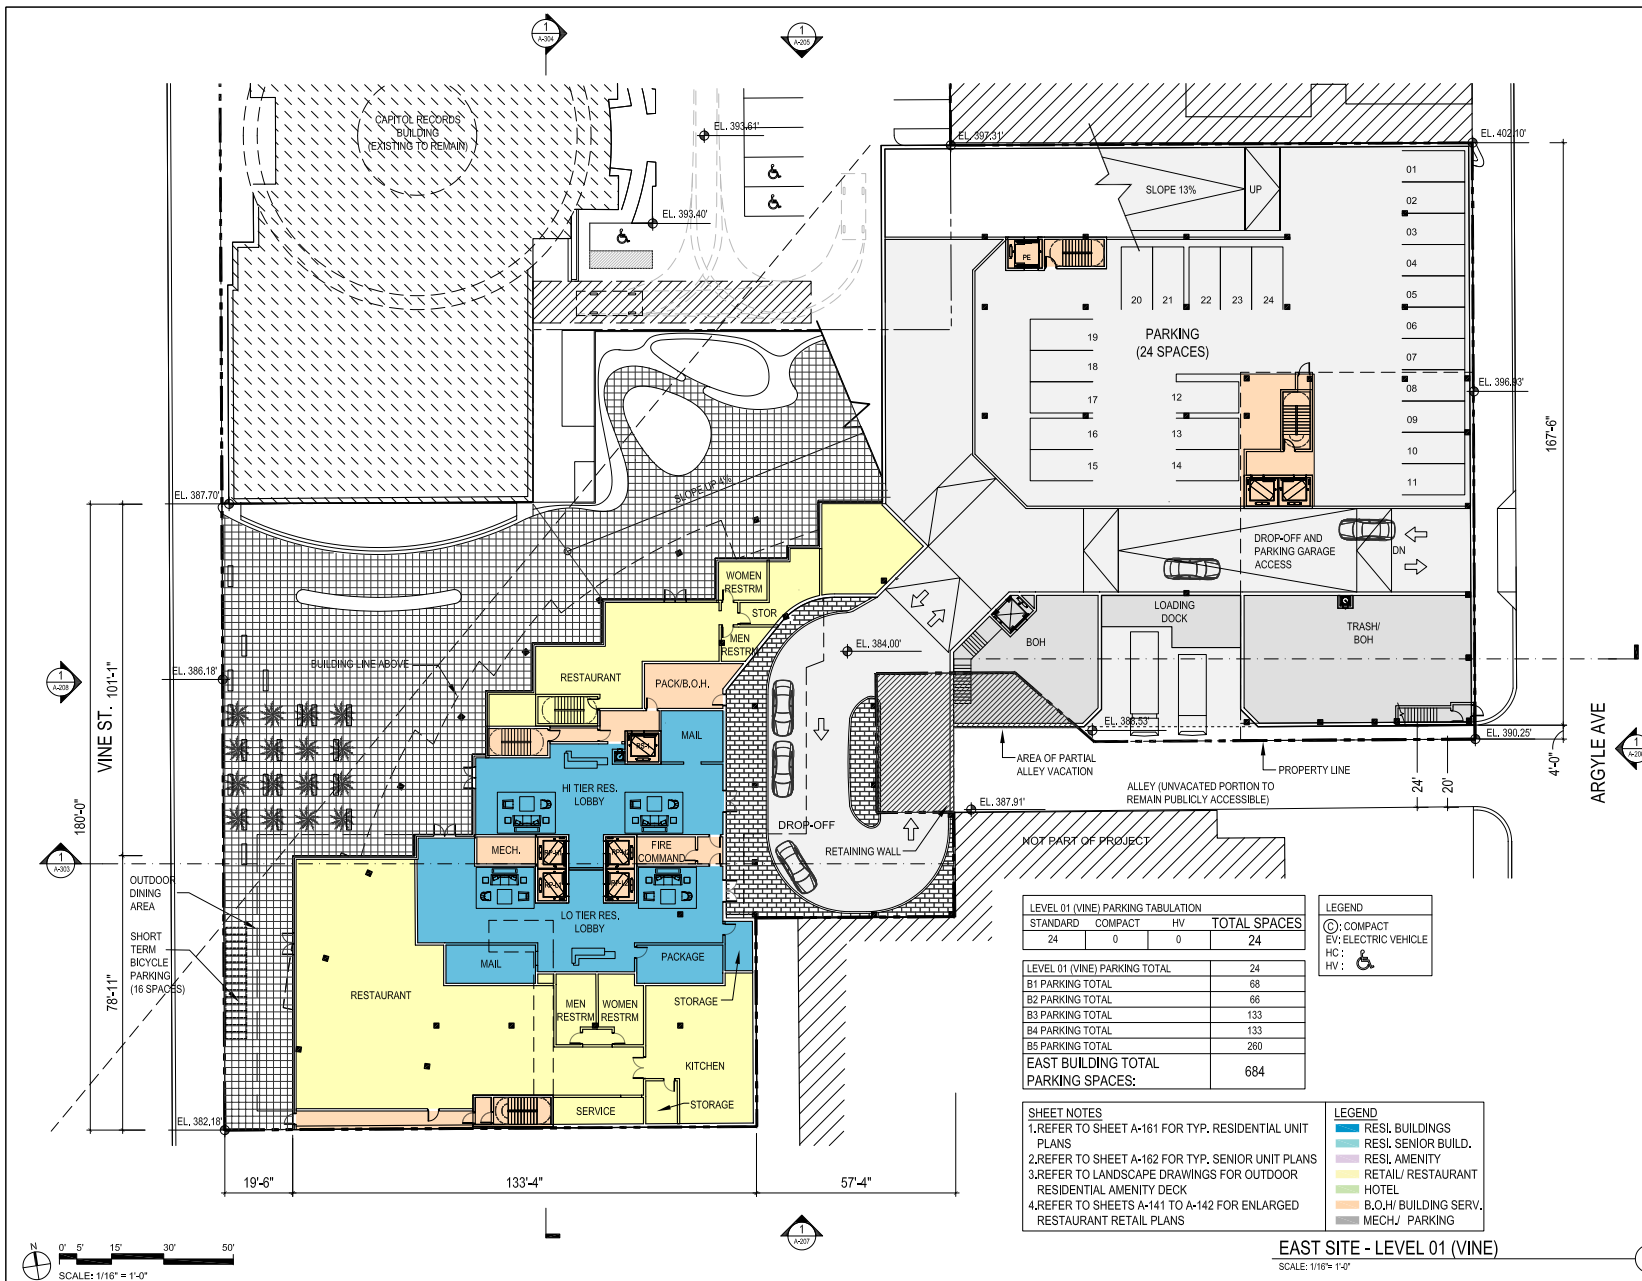 1
A-304
1
A-205
CAPITOL RECORDS
BUILDING
(EXISTING TO REMAIN)
EL. 393.61'
EL. 397.31'
EL. 402.10'
EL. 393.40'
SLOPE 13%
UP
PE
01
02
03
04
05
06
07
08
09
10
11
20
21
22
23
24
19
18
17
16
15
12
13
14
PARKING
(24 SPACES)
EL. 396.93'
167'-6"
EL. 387.70'
SLOPE UP 4%
DROP-OFF AND
PARKING GARAGE
ACCESS
DN
WOMEN
RESTRM
STOR
MEN
RESTRM
LOADING
DOCK
TRASH/
BOH
BOH
EL. 384.00'
1
A-208
EL. 386.18'
BUILDING LINE ABOVE
RESTAURANT
PACK/B.O.H.
MAIL
VINE ST.
101'-1"
180'-0"
78'-11"
HI TIER RES.
LOBBY
AREA OF PARTIAL
ALLEY VACATION
PROPERTY LINE
EL. 390.25'
4'-0"
24'
20'
ARGYLE AVE
ALLEY (UNVACATED PORTION TO
REMAIN PUBLICLY ACCESSIBLE)
EL. 387.91'
DROP-OFF
RETAINING WALL
NOT PART OF PROJECT
1
A-303
MECH.
FIRE
COMMAND
OUTDOOR
DINING
AREA
SHORT
TERM
BICYCLE
PARKING
(16 SPACES)
LO TIER RES.
LOBBY
MAIL
PACKAGE
RESTAURANT
MEN
RESTRM
WOMEN
RESTRM
STORAGE
KITCHEN
STORAGE
SERVICE
EL. 382.18'
19'-6"
133'-4"
57'-4"
1
A-207
LEVEL 01 (VINE) PARKING TABULATION
STANDARD COMPACT HV TOTAL SPACES
24 0 0 24
LEVEL 01 (VINE) PARKING TOTAL 24
B1 PARKING TOTAL 68
B2 PARKING TOTAL 66
B3 PARKING TOTAL 133
B4 PARKING TOTAL 133
B5 PARKING TOTAL 260
EAST BUILDING TOTAL
PARKING SPACES: 684
LEGEND
C : COMPACT
EV: ELECTRIC VEHICLE
HC :
HV :
SHEET NOTES
1.REFER TO SHEET A-161 FOR TYP. RESIDENTIAL UNIT
PLANS
2.REFER TO SHEET A-162 FOR TYP. SENIOR UNIT PLANS
3.REFER TO LANDSCAPE DRAWINGS FOR OUTDOOR
RESIDENTIAL AMENITY DECK
4.REFER TO SHEETS A-141 TO A-142 FOR ENLARGED
RESTAURANT RETAIL PLANS
LEGEND
RESI. BUILDINGS
RESI. SENIOR BUILD.
RESI. AMENITY
RETAIL/ RESTAURANT
HOTEL
B.O.H/ BUILDING SERV.
MECH./ PARKING
N
0' 5' 15' 30' 50'
SCALE: 1/16" = 1'-0"
EAST SITE - LEVEL 01 (VINE)
SCALE: 1/16"= 1'-0"